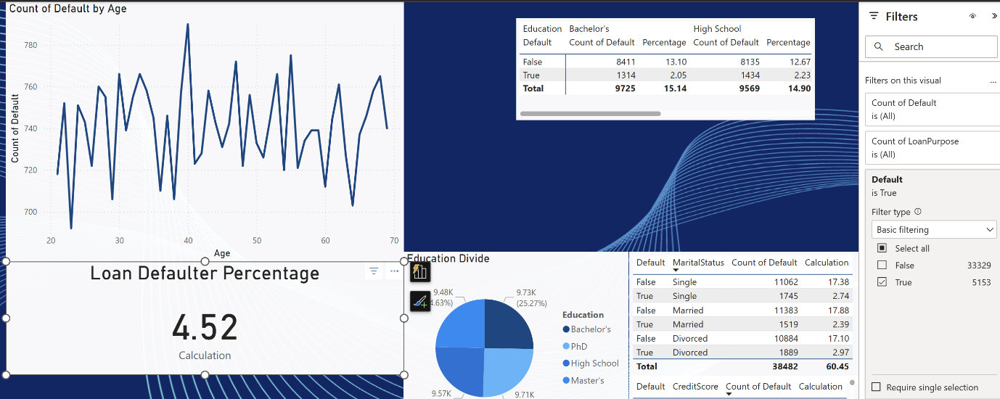 Count of Default by Age
Count of Default
780
760
740
720
700
20 30 40 50 60 70
Age
Loan Defaulter Percentage
4.52
Calculation
Education Bachelor's High School
Default Count of Default Percentage Count of Default Percentage
False 8411 13.10 8135 12.67
True 1314 2.05 1434 2.23
Total 9725 15.14 9569 14.90
Education Divide
9.48K
4.63%)
9.73K
(25.27%)
9.57K
9.71K
Education
Bachelor's
PhD
High School
Master's
Default MaritalStatus Count of Default Calculation
False Single 11062 17.38
True Single 1745 2.74
False Married 11383 17.88
True Married 1519 2.39
False Divorced 10884 17.10
True Divorced 1889 2.97
Total 38482 60.45
Default CreditScore Count of Default Calculation
Filters
Search
Filters on this visual ...
Count of Default
is (All)
Count of LoanPurpose
is (All)
Default
is True
Filter type
Basic filtering
Select all
False 33329
True 5153
Require single selection